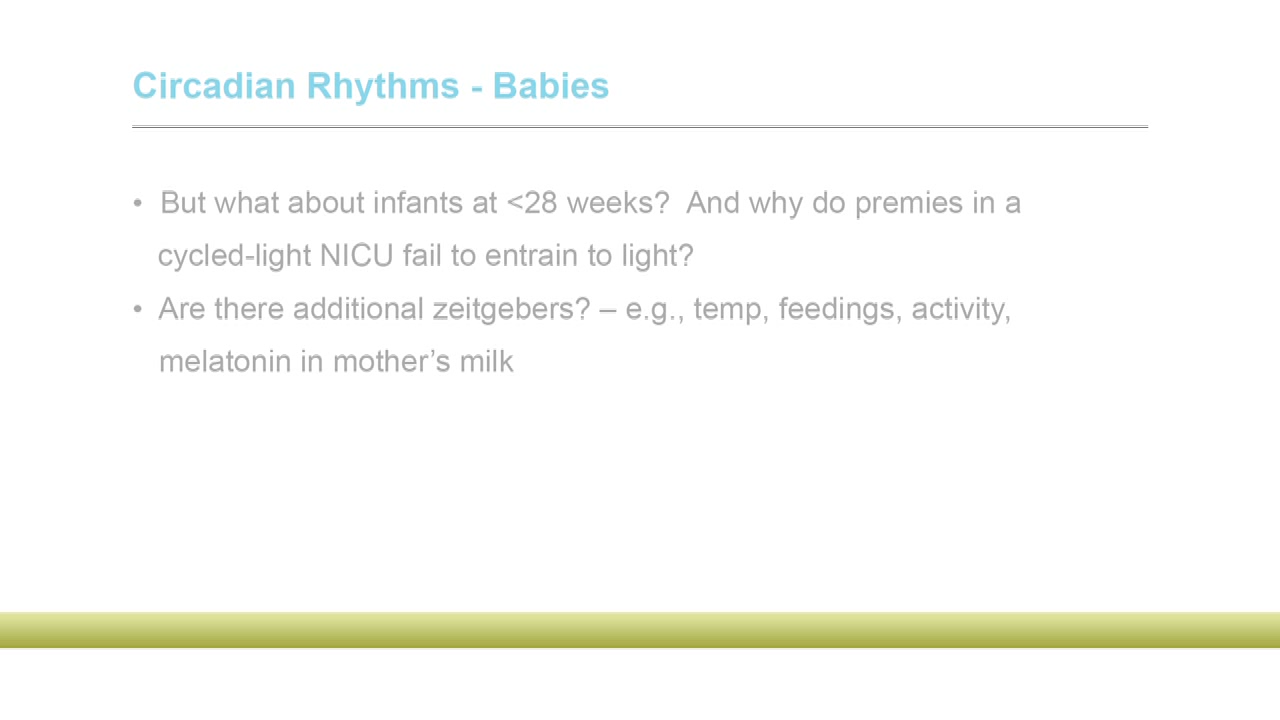 Circadian Rhythms - Babies
• But what about infants at <28 weeks?  And why do premies in a
cycled-light NICU fail to entrain to light?
• Are there additional zeitgebers? – e.g., temp, feedings, activity,
melatonin in mother’s milk